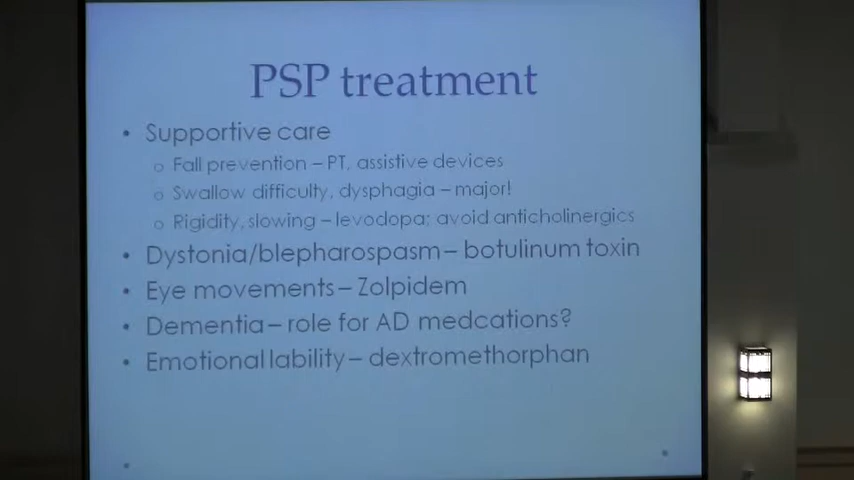 PSP treatment
• Supportive care
o Fall prevention – PT, assistive devices
o Swallow difficulty, dysphagia – major!
o Rigidity, slowing – levodopa; avoid anticholinergics
• Dystonia/blepharospasm – botulinum toxin
• Eye movements – Zolpidem
• Dementia – role for AD medcations?
• Emotional lability – dextromethorphan